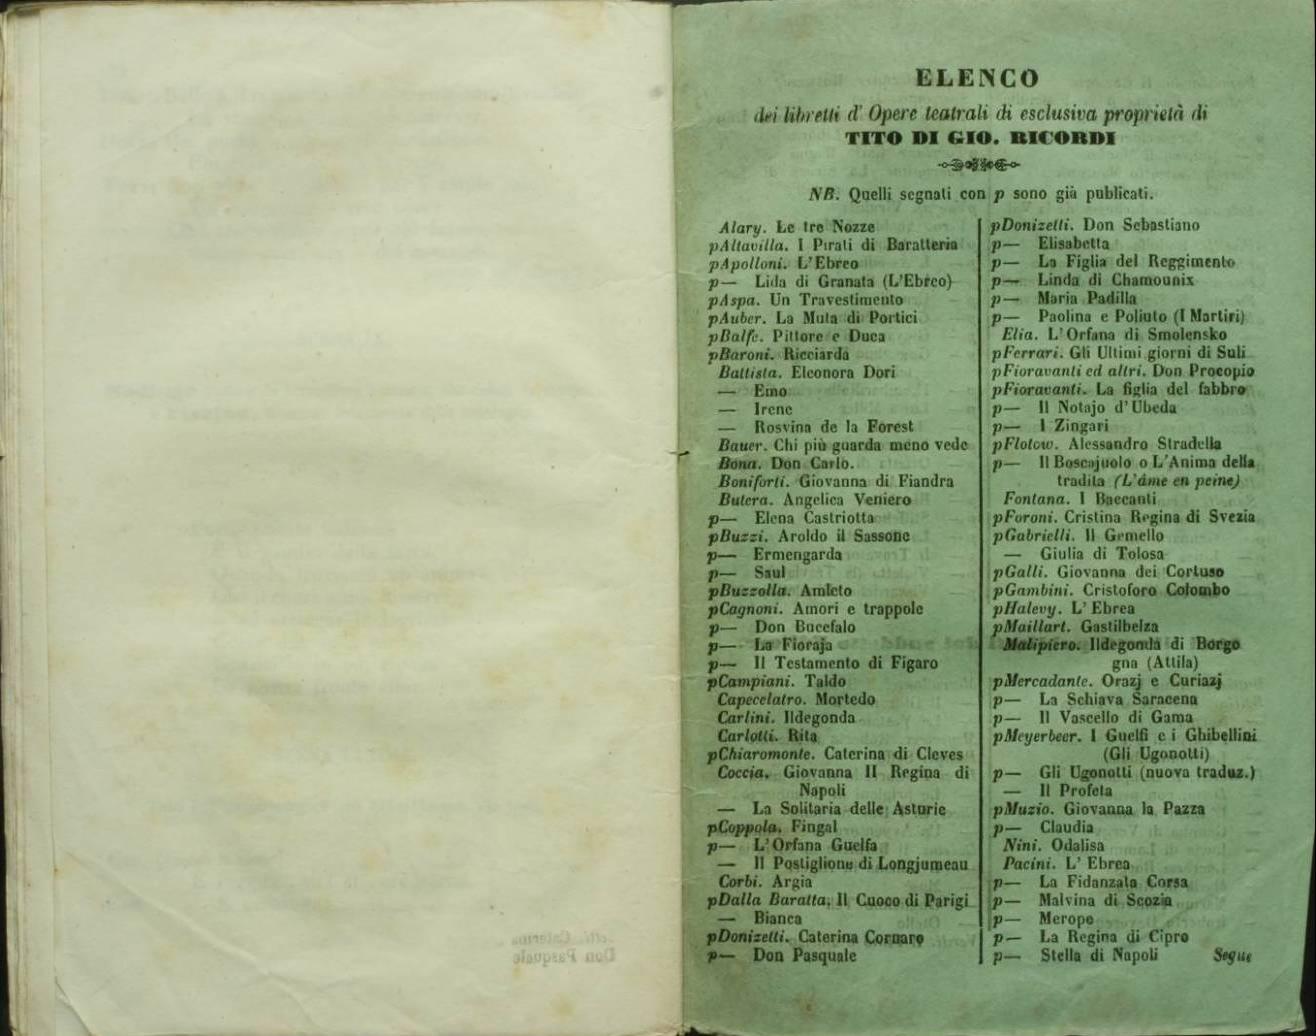 ELENCO
dei libretti d' Opere teatrali di esclusiva proprietà di
TITO DI GIO. RICORDI
NB. Quelli segnati con p sono già publicati.
Alary. Le tre Nozze
pAltavilla. I Pirati di Baratteria
pApolloni. L'Ebreo
p— Lida di Granata (L'Ebreo)
pAspa. Un Travestimento
pAuber. La Muta di Portici
pBalfe. Pittore e Duca
pBaroni. Ricciarda
Battista. Eleonora Dori
— Emo
— Irene
— Rosvina de la Forest
Bauer. Chi più guarda meno vede
Bona. Don Carlo.
Boniforti. Giovanna di Fiandra
Butera. Angelica Veniero
p— Elena Castriotta
pBuzzi. Aroldo il Sassone
p— Ermengarda
p— Saul
pBuzzolla. Amleto
pCagnoni. Amori e trappole
p— Don Bucefalo
p— La Fioraja
p— Il Testamento di Figaro
pCampiani. Taldo
Capecelatro. Mortedo
Carlini. Ildegonda
Carlotti. Rita
pChiaromonte. Caterina di Cleves
Coccia. Giovanna II Regina di
Napoli
— La Solitaria delle Asturie
pCoppola. Fingal
p— L'Orfana Guelfa
— Il Postiglione di Longjumeau
Corbi. Argia
pDalla Baratta. Il Cuoco di Parigi
— Bianca
pDonizetti. Caterina Cornaro
p— Don Pasquale
pDonizetti. Don Sebastiano
p— Elisabetta
p— La Figlia del Reggimento
p— Linda di Chamounix
p— Maria Padilla
p— Paolina e Poliuto (I Martiri)
Elia. L'Orfana di Smolensko
pFerrari. Gli Ultimi giorni di Suli
pFioravanti ed altri. Don Procopio
pFioravanti. La figlia del fabbro
p— Il Notajo d'Ubeda
p— I Zingari
pFlotow. Alessandro Stradella
p— Il Boscajuolo o L'Anima della
tradita (L'âme en peine)
Fontana. I Baccanti
pForoni. Cristina Regina di Svezia
pGabrielli. Il Gemello
— Giulia di Tolosa
pGalli. Giovanna dei Cortuso
pGambini. Cristoforo Colombo
pHalevy. L'Ebrea
pMaillart. Gastilbelza
Malipiero. Ildegonda di Borgo
gna (Attila)
pMercadante. Orazj e Curiazj
p— La Schiava Saracena
p— Il Vascello di Gama
pMeyerbeer. I Guelfi e i Ghibellini
(Gli Ugonotti)
p— Gli Ugonotti (nuova traduz.)
— Il Profeta
pMuzio. Giovanna la Pazza
p— Claudia
Nini. Odalisa
Pacini. L'Ebrea
p— La Fidanzata Corsa
p— Malvina di Scozia
p— Merope
p— La Regina di Cipro
p— Stella di Napoli Segue